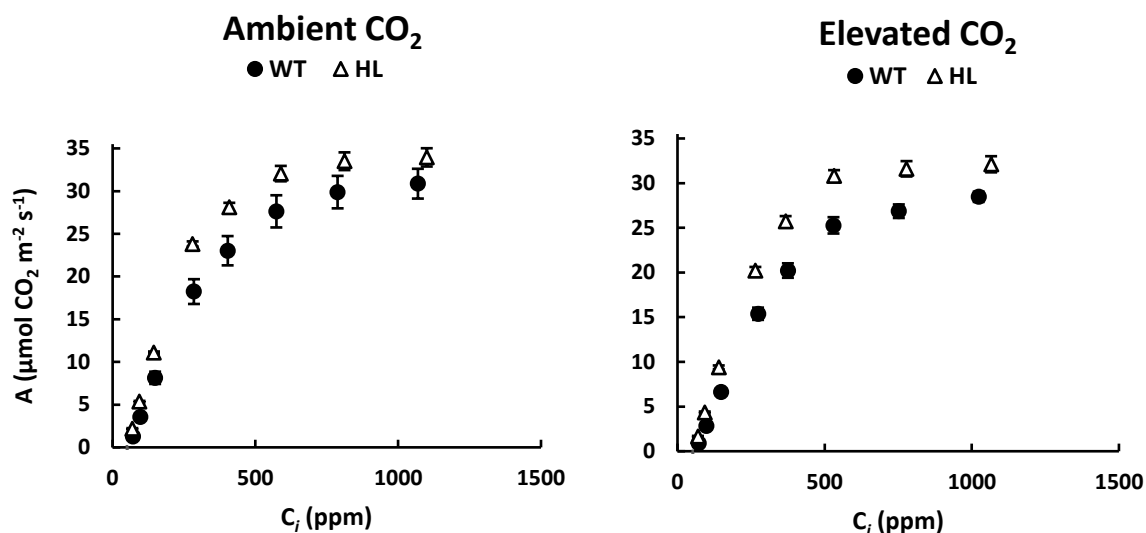 Ambient CO₂
● WT △ HL
35
30
25
20
15
10
5
0
A (μmol CO₂ m⁻² s⁻¹)
0 500 1000 1500
Cᵢ (ppm)
Elevated CO₂
● WT △ HL
35
30
25
20
15
10
5
0
0 500 1000 1500
Cᵢ (ppm)